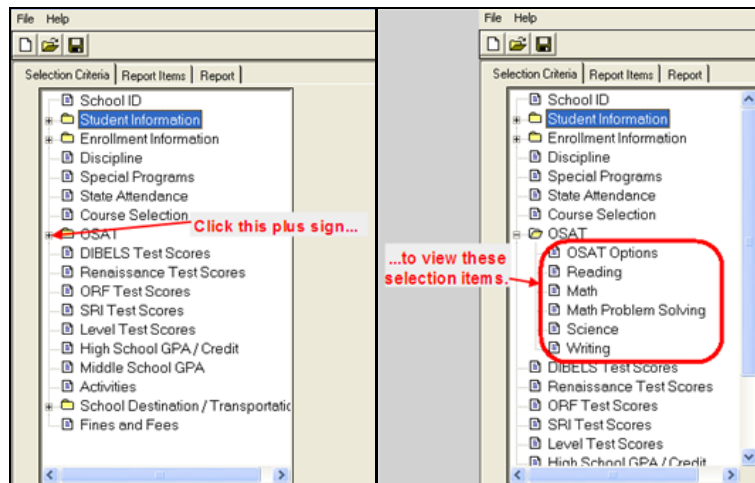 File Help
Selection Criteria Report Items Report
School ID
Student Information
Enrollment Information
Discipline
Special Programs
State Attendance
Course Selection
Click this plus sign...
OSAT
DIBELS Test Scores
Renaissance Test Scores
ORF Test Scores
SRI Test Scores
Level Test Scores
High School GPA / Credit
Middle School GPA
Activities
School Destination / Transportatic
Fines and Fees
File Help
Selection Criteria Report Items Report
School ID
Student Information
Enrollment Information
Discipline
Special Programs
State Attendance
Course Selection
OSAT
...to view these
selection items.
OSAT Options
Reading
Math
Math Problem Solving
Science
Writing
DIBELS Test Scores
Renaissance Test Scores
ORF Test Scores
SRI Test Scores
Level Test Scores
High School GPA / Credit